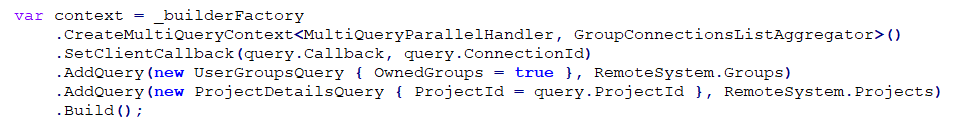 var context = _builderFactory
.CreateMultiQueryContext<MultiQueryParallelHandler, GroupConnectionsListAggregator>()
.SetClientCallback(query.Callback, query.ConnectionId)
.AddQuery(new UserGroupsQuery { OwnedGroups = true }, RemoteSystem.Groups)
.AddQuery(new ProjectDetailsQuery { ProjectId = query.ProjectId }, RemoteSystem.Projects)
.Build();